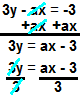 3y - ax = -3
+ax +ax
3y = ax - 3
3y = ax - 3
3 3